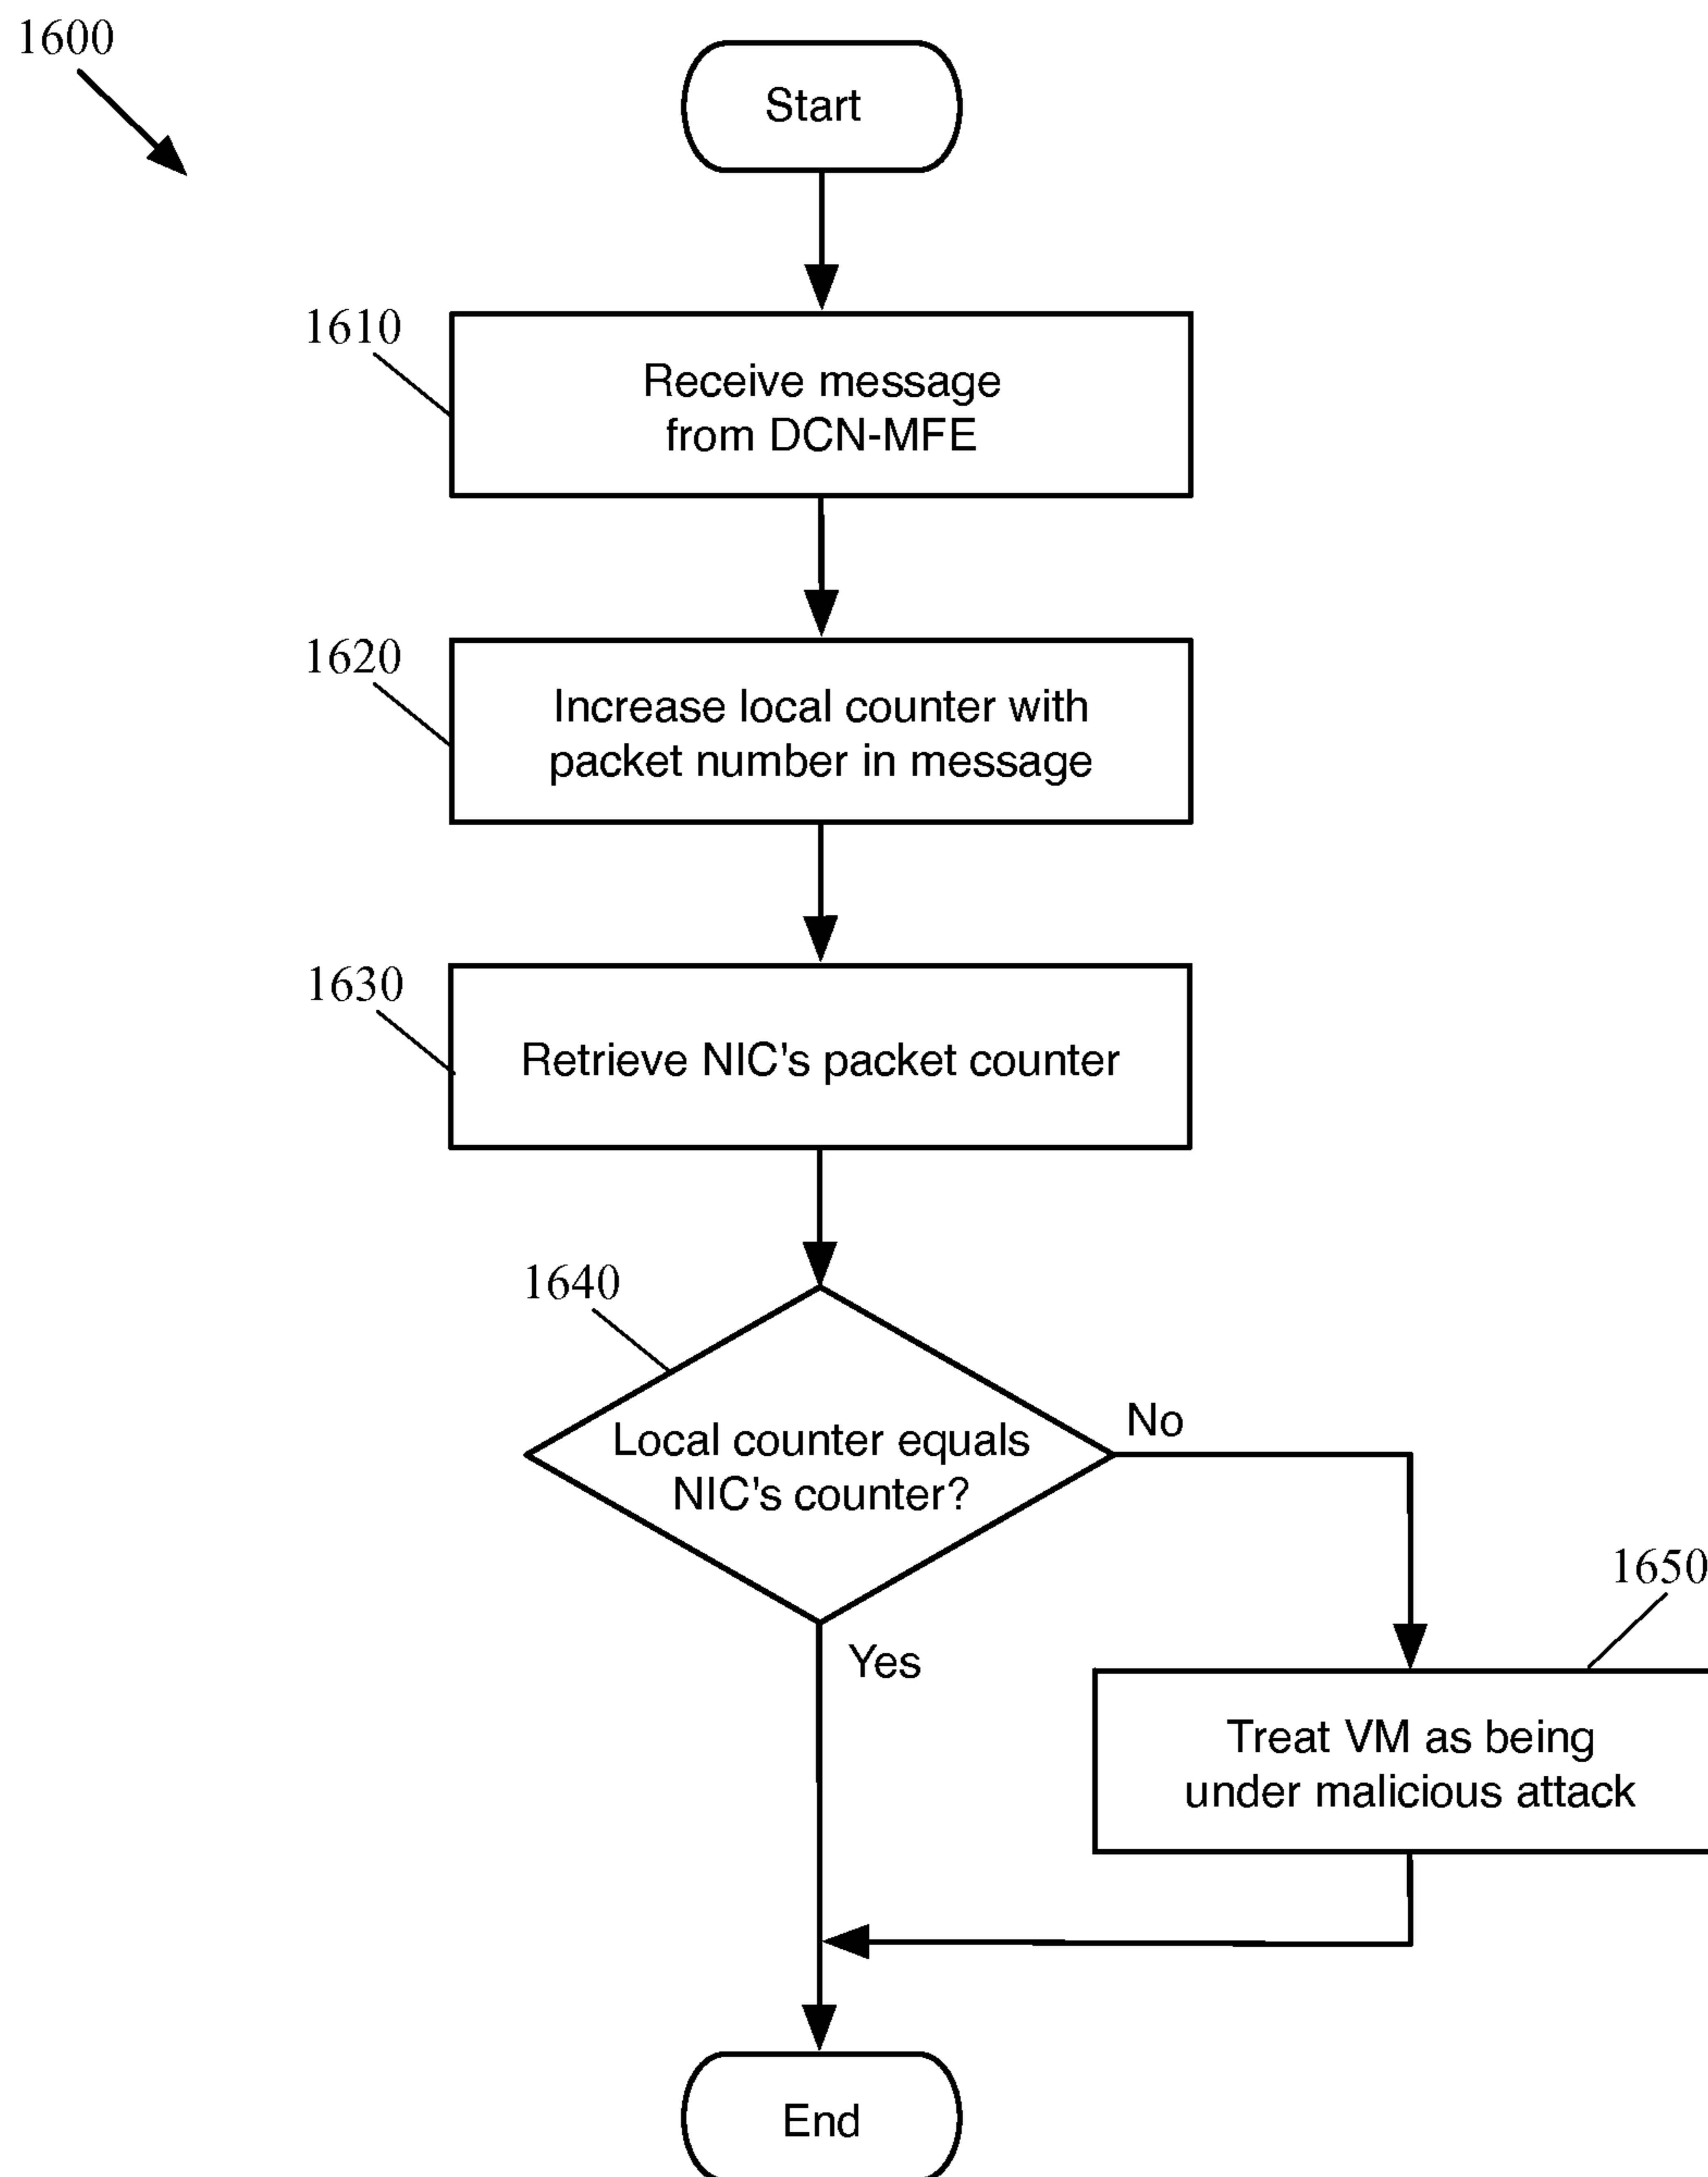 1600
Start
1610
Receive message
from DCN-MFE
1620
Increase local counter with
packet number in message
1630
Retrieve NIC's packet counter
1640
Local counter equals
NIC's counter?
No
Yes
1650
Treat VM as being
under malicious attack
End